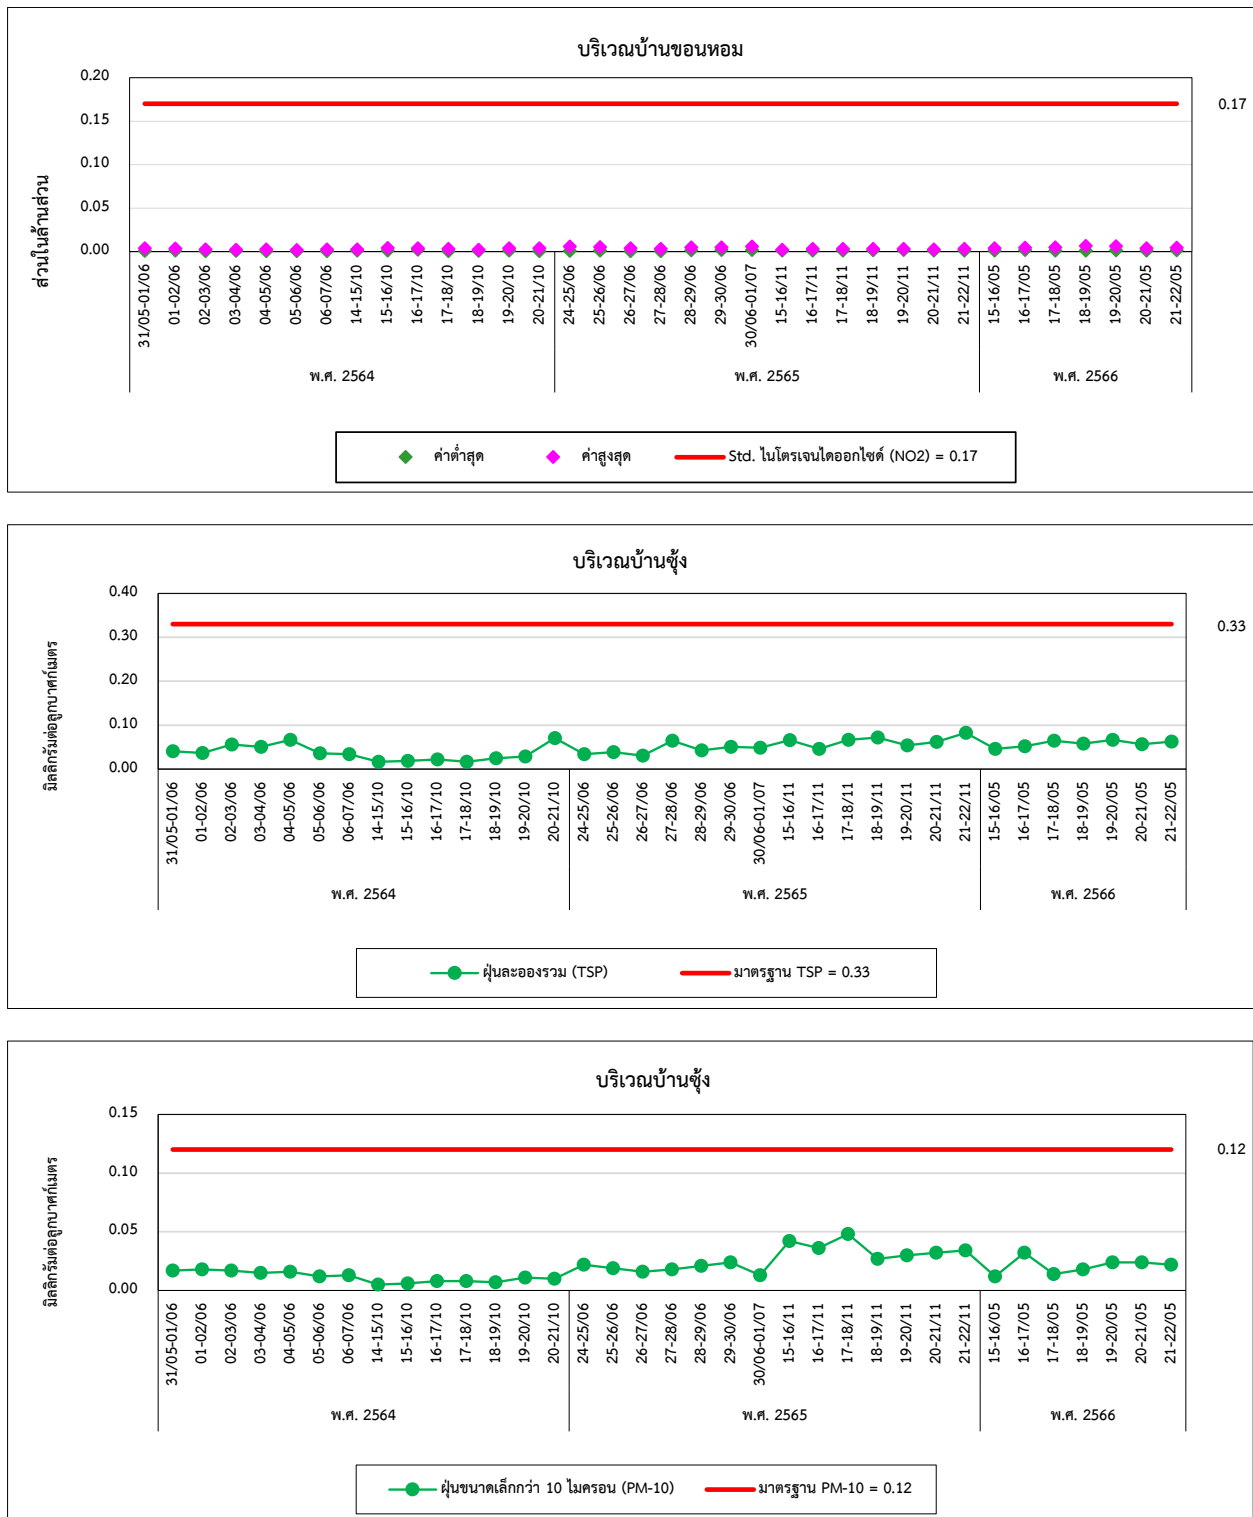 บริเวณบ้านขอนหอม
ส่วนในล้านส่วน
0.20
0.15
0.10
0.05
0.00
0.17
31/05-01/06 01-02/06 02-03/06 03-04/06 04-05/06 05-06/06 06-07/06 14-15/10 15-16/10 16-17/10 17-18/10 18-19/10 19-20/10 20-21/10 24-25/06 25-26/06 26-27/06 27-28/06 28-29/06 29-30/06 30/06-01/07 15-16/11 16-17/11 17-18/11 18-19/11 19-20/11 20-21/11 21-22/11 15-16/05 16-17/05 17-18/05 18-19/05 19-20/05 20-21/05 21-22/05
พ.ศ. 2564 พ.ศ. 2565 พ.ศ. 2566
ค่าต่ำสุด ค่าสูงสุด Std. ไนโตรเจนไดออกไซด์ (NO2) = 0.17
บริเวณบ้านซุ้ง
มิลลิกรัมต่อลูกบาศก์เมตร
0.40
0.30
0.20
0.10
0.00
0.33
31/05-01/06 01-02/06 02-03/06 03-04/06 04-05/06 05-06/06 06-07/06 14-15/10 15-16/10 16-17/10 17-18/10 18-19/10 19-20/10 20-21/10 24-25/06 25-26/06 26-27/06 27-28/06 28-29/06 29-30/06 30/06-01/07 15-16/11 16-17/11 17-18/11 18-19/11 19-20/11 20-21/11 21-22/11 15-16/05 16-17/05 17-18/05 18-19/05 19-20/05 20-21/05 21-22/05
พ.ศ. 2564 พ.ศ. 2565 พ.ศ. 2566
ฝุ่นละอองรวม (TSP) มาตรฐาน TSP = 0.33
บริเวณบ้านซุ้ง
มิลลิกรัมต่อลูกบาศก์เมตร
0.15
0.10
0.05
0.00
0.12
31/05-01/06 01-02/06 02-03/06 03-04/06 04-05/06 05-06/06 06-07/06 14-15/10 15-16/10 16-17/10 17-18/10 18-19/10 19-20/10 20-21/10 24-25/06 25-26/06 26-27/06 27-28/06 28-29/06 29-30/06 30/06-01/07 15-16/11 16-17/11 17-18/11 18-19/11 19-20/11 20-21/11 21-22/11 15-16/05 16-17/05 17-18/05 18-19/05 19-20/05 20-21/05 21-22/05
พ.ศ. 2564 พ.ศ. 2565 พ.ศ. 2566
ฝุ่นขนาดเล็กกว่า 10 ไมครอน (PM-10) มาตรฐาน PM-10 = 0.12